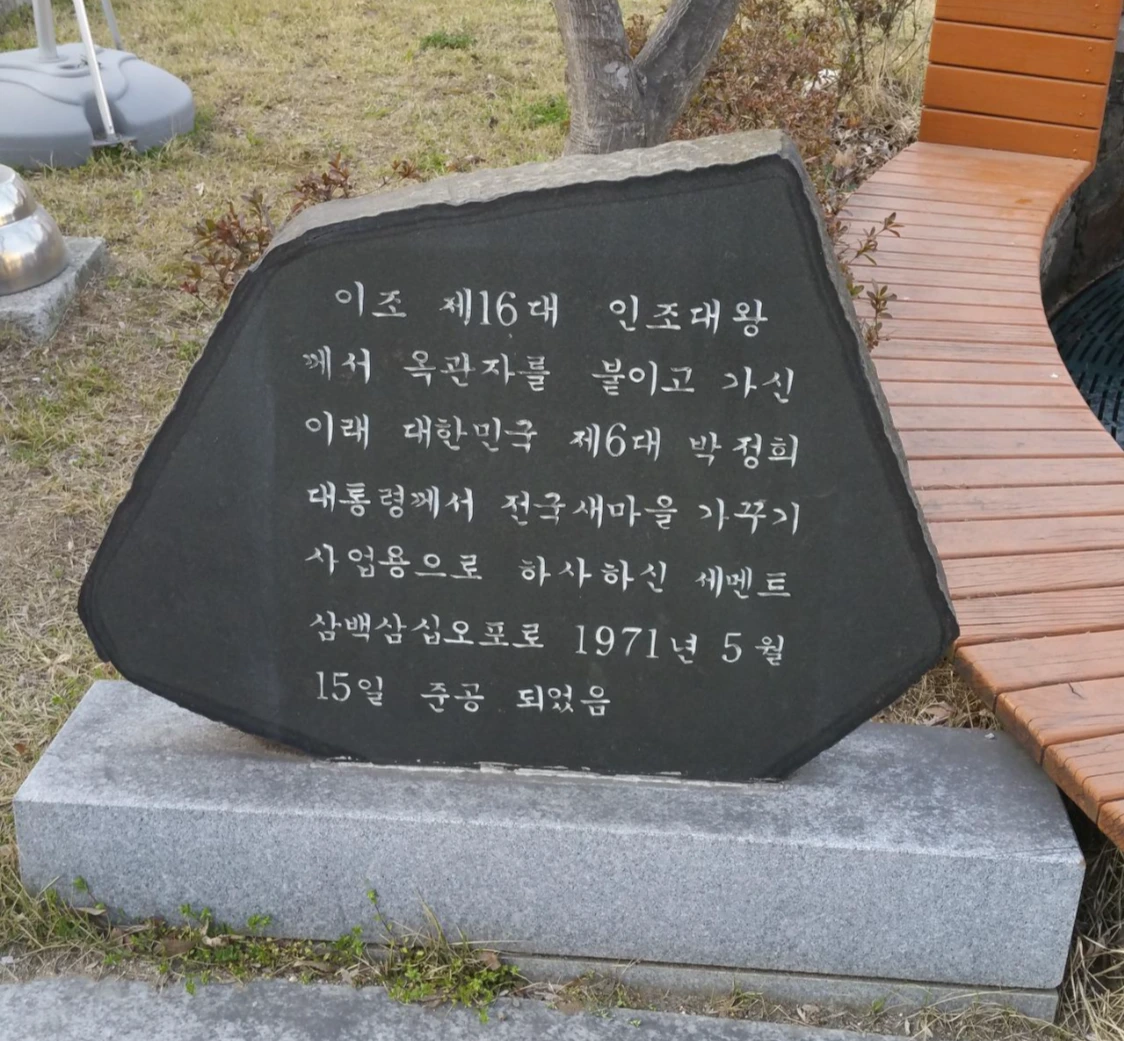 이조 제16대 인조대왕
께서 옥관자를 붙이고 가신
이래 대한민국 제6대 박정희
대통령께서 전국새마을 가꾸기
사업용으로 하사하신 세멘트
삼백삼십오포로 1971년 5월
15일 준공 되었음